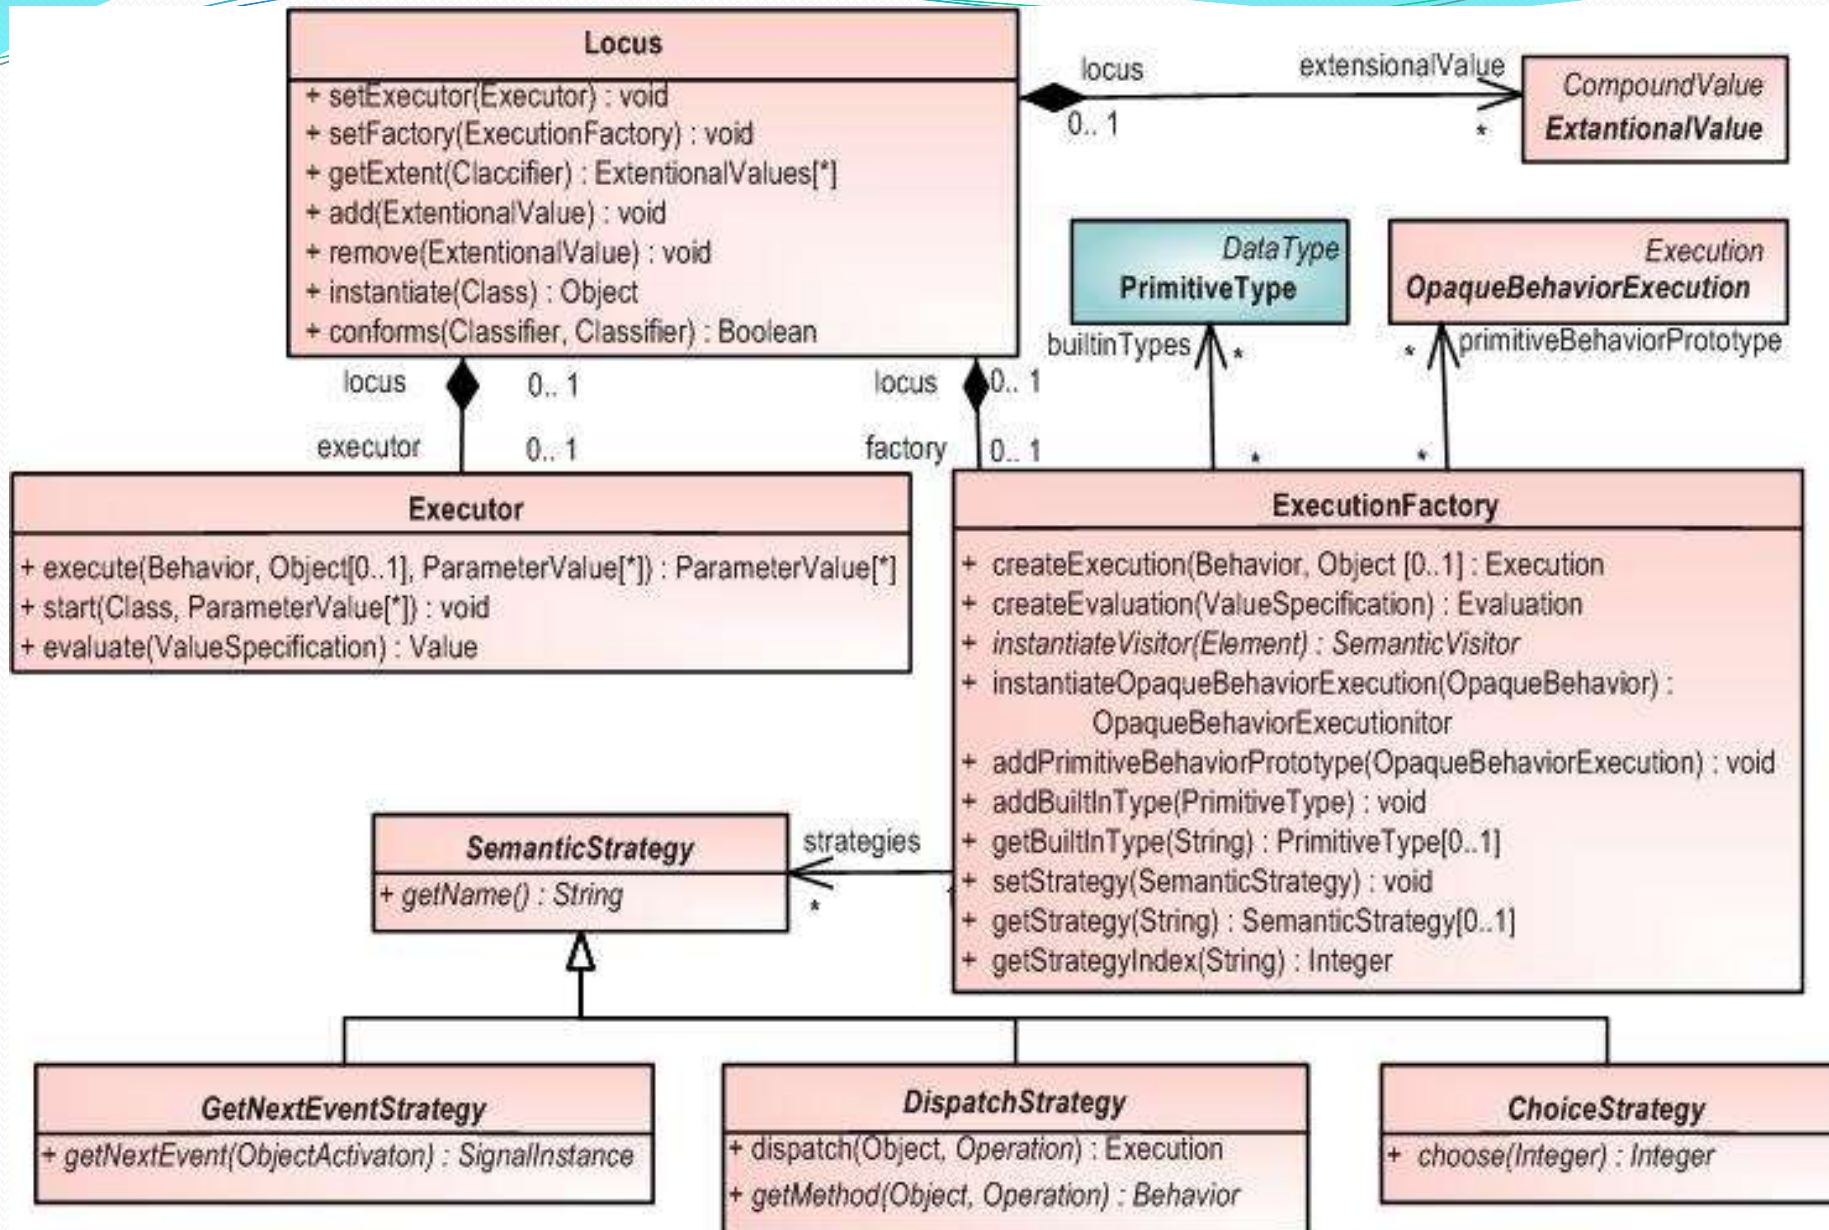 Locus
+ setExecutor(Executor) : void
+ setFactory(ExecutionFactory) : void
+ getExtent(Claccifier) : ExtentionalValues[*]
+ add(ExtentionalValue) : void
+ remove(ExtentionalValue) : void
+ instantiate(Class) : Object
+ conforms(Classifier, Classifier) : Boolean
locus
extensionalValue
0.. 1
*
CompoundValue
ExtantionalValue
DataType
PrimitiveType
Execution
OpaqueBehaviorExecution
builtinTypes
*
*
primitiveBehaviorPrototype
locus
0.. 1
locus
0.. 1
executor
0.. 1
factory
0.. 1
*
*
Executor
+ execute(Behavior, Object[0..1], ParameterValue[*]) : ParameterValue[*]
+ start(Class, ParameterValue[*]) : void
+ evaluate(ValueSpecification) : Value
ExecutionFactory
+ createExecution(Behavior, Object [0..1] : Execution
+ createEvaluation(ValueSpecification) : Evaluation
+ instantiateVisitor(Element) : SemanticVisitor
+ instantiateOpaqueBehaviorExecution(OpaqueBehavior) :
OpaqueBehaviorExecutionitor
+ addPrimitiveBehaviorPrototype(OpaqueBehaviorExecution) : void
+ addBuiltInType(PrimitiveType) : void
+ getBuiltInType(String) : PrimitiveType[0..1]
+ setStrategy(SemanticStrategy) : void
+ getStrategy(String) : SemanticStrategy[0..1]
+ getStrategyIndex(String) : Integer
SemanticStrategy
+ getName() : String
strategies
*
GetNextEventStrategy
+ getNextEvent(ObjectActivaton) : SignalInstance
DispatchStrategy
+ dispatch(Object, Operation) : Execution
+ getMethod(Object, Operation) : Behavior
ChoiceStrategy
+ choose(Integer) : Integer